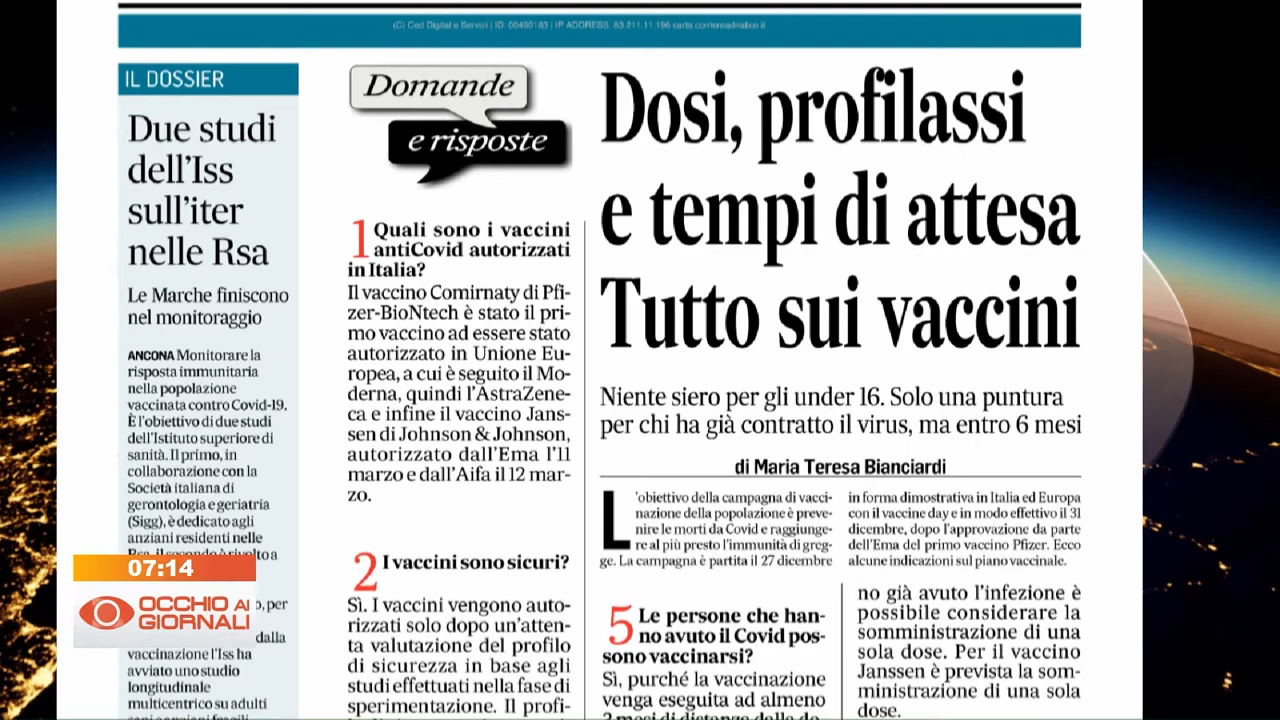 (C) Ced Digital e Servizi | ID: 00490183 | IP ADDRESS: 83.211.11.196 carta.corriereadriatico.it
IL DOSSIER
Due studi
dell'Iss
sull'iter
nelle Rsa
Le Marche finiscono
nel monitoraggio
ANCONA Monitorare la
risposta immunitaria
nella popolazione
vaccinata contro Covid-19.
È l'obiettivo di due studi
dell'Istituto superiore di
sanità. Il primo, in
collaborazione con la
Società italiana di
gerontologia e geriatria
(Sigg), è dedicato agli
anziani residenti nelle
o, per
dalla
vaccinazione l'Iss ha
avviato uno studio
longitudinale
multicentrico su adulti
Domande
e risposte
1 Quali sono i vaccini
antiCovid autorizzati
in Italia?
Il vaccino Comirnaty di Pfi-
zer-BioNtech è stato il pri-
mo vaccino ad essere stato
autorizzato in Unione Eu-
ropea, a cui è seguito il Mo-
derna, quindi l'AstraZene-
ca e infine il vaccino Jans-
sen di Johnson & Johnson,
autorizzato dall'Ema l'11
marzo e dall'Aifa il 12 mar-
zo.
2 I vaccini sono sicuri?
Sì. I vaccini vengono auto-
rizzati solo dopo un'atten-
ta valutazione del profilo
di sicurezza in base agli
studi effettuati nella fase di
sperimentazione. Il profi-
Dosi, profilassi
e tempi di attesa
Tutto sui vaccini
Niente siero per gli under 16. Solo una puntura
per chi ha già contratto il virus, ma entro 6 mesi
di Maria Teresa Bianciardi
L'obiettivo della campagna di vacci-
nazione della popolazione è preve-
nire le morti da Covid e raggiunge-
re al più presto l'immunità di greg-
ge. La campagna è partita il 27 dicembre
in forma dimostrativa in Italia ed Europa
con il vaccine day e in modo effettivo il 31
dicembre, dopo l'approvazione da parte
dell'Ema del primo vaccino Pfizer. Ecco
alcune indicazioni sul piano vaccinale.
5 Le persone che han-
no avuto il Covid pos-
sono vaccinarsi?
Sì, purché la vaccinazione
venga eseguita ad almeno
3 mesi di distanza dalla do-
no già avuto l'infezione è
possibile considerare la
somministrazione di una
sola dose. Per il vaccino
Janssen è prevista la som-
ministrazione di una sola
dose.
07:14
OCCHIO AI
GIORNALI